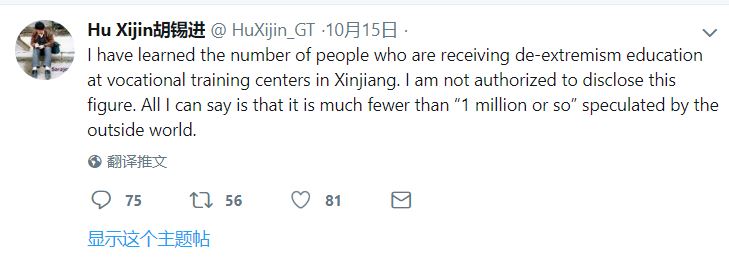 Hu Xijin胡锡进 @ HuXijin_GT ·10月15日·
I have learned the number of people who are receiving de-extremism education
at vocational training centers in Xinjiang. I am not authorized to disclose this
figure. All I can say is that it is much fewer than “1 million or so” speculated by the
outside world.
翻译推文
75 56 81
显示这个主题帖